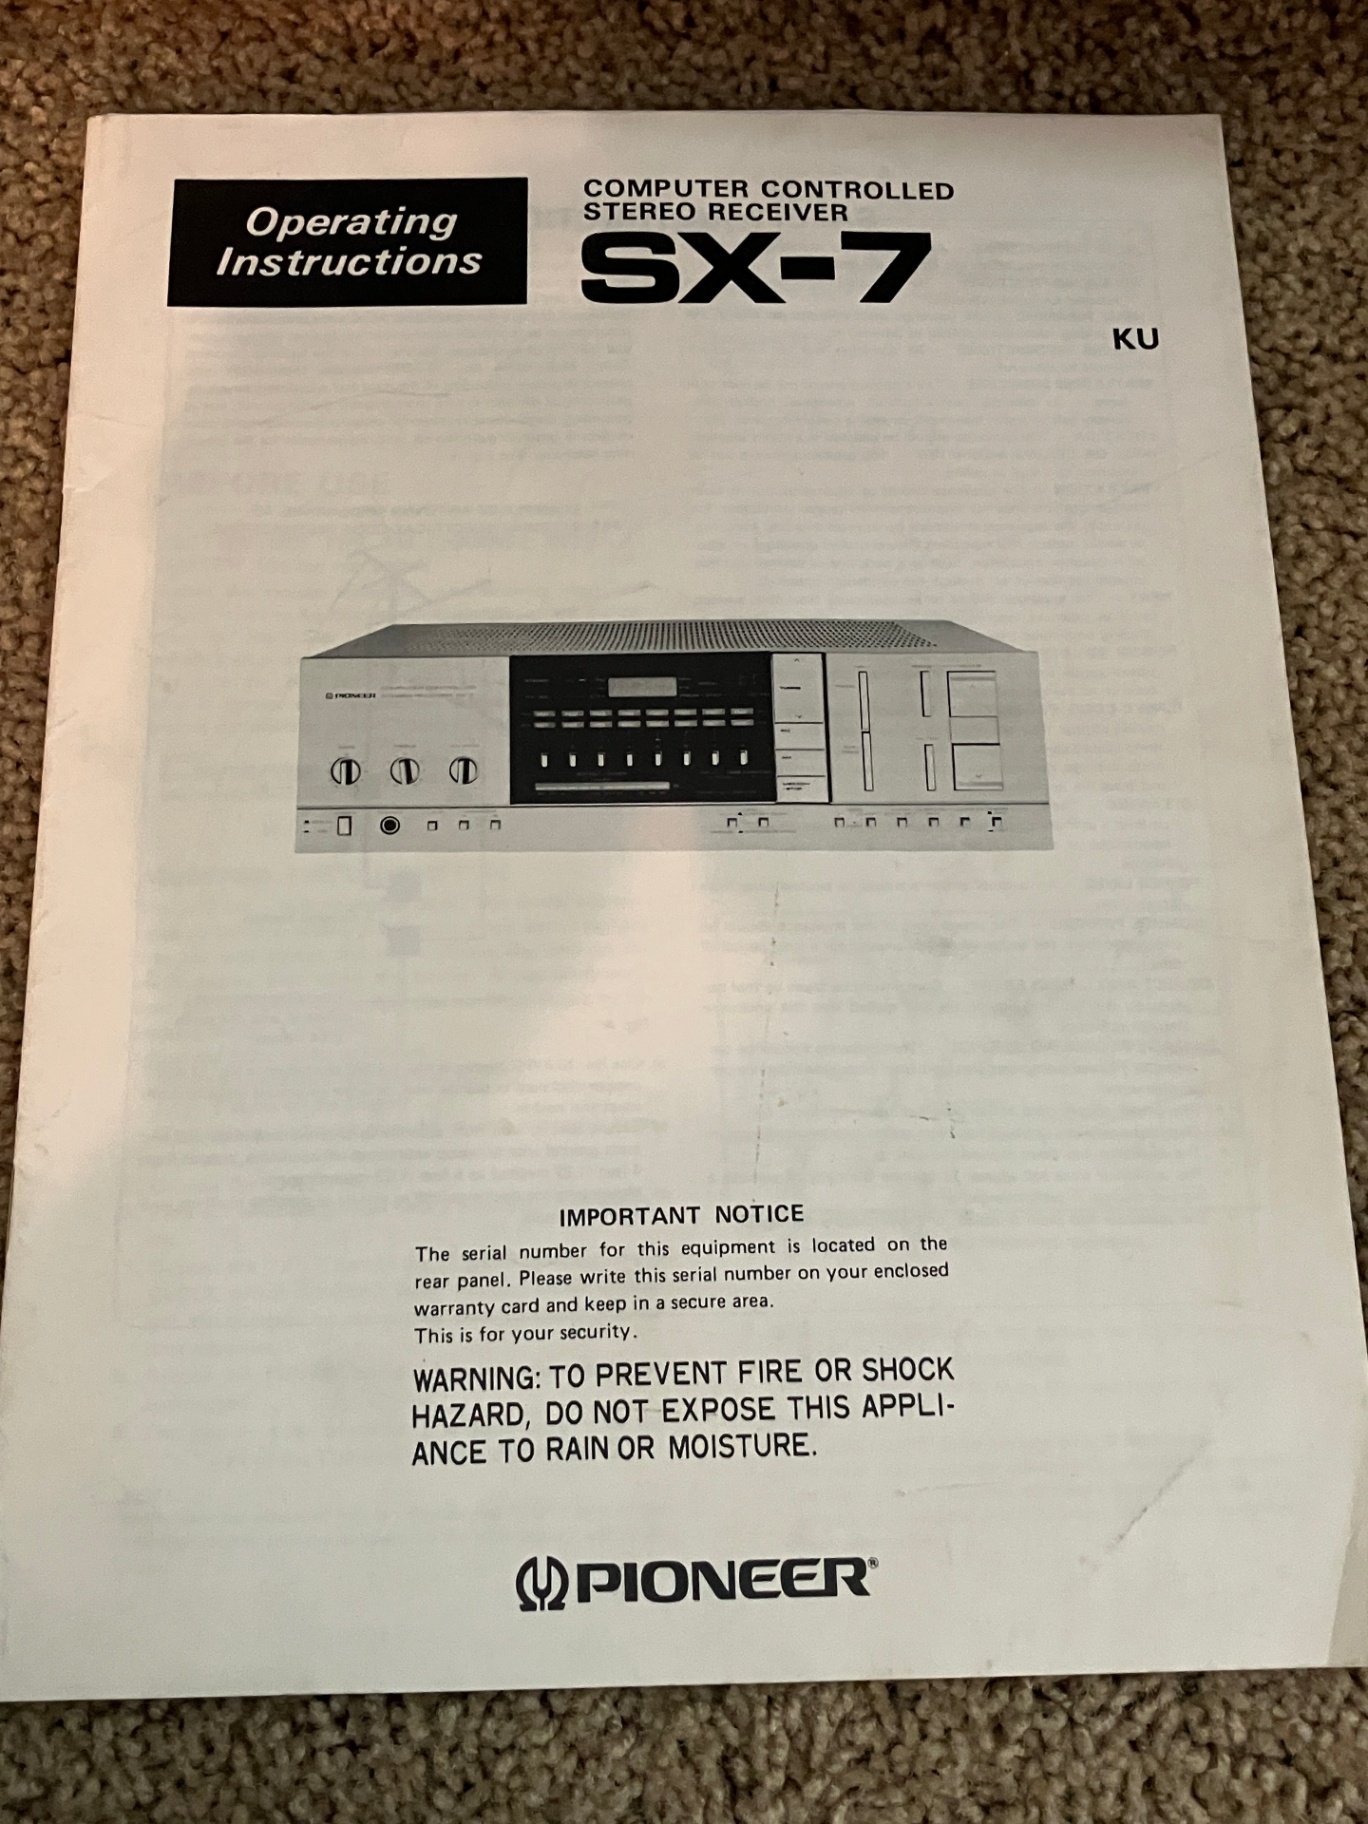 Operating
Instructions
COMPUTER CONTROLLED
STEREO RECEIVER
SX-7
KU
PIONEER
IMPORTANT NOTICE
The serial number for this equipment is located on the
rear panel. Please write this serial number on your enclosed
warranty card and keep in a secure area.
This is for your security.
WARNING: TO PREVENT FIRE OR SHOCK
HAZARD, DO NOT EXPOSE THIS APPLI-
ANCE TO RAIN OR MOISTURE.
PIONEER®